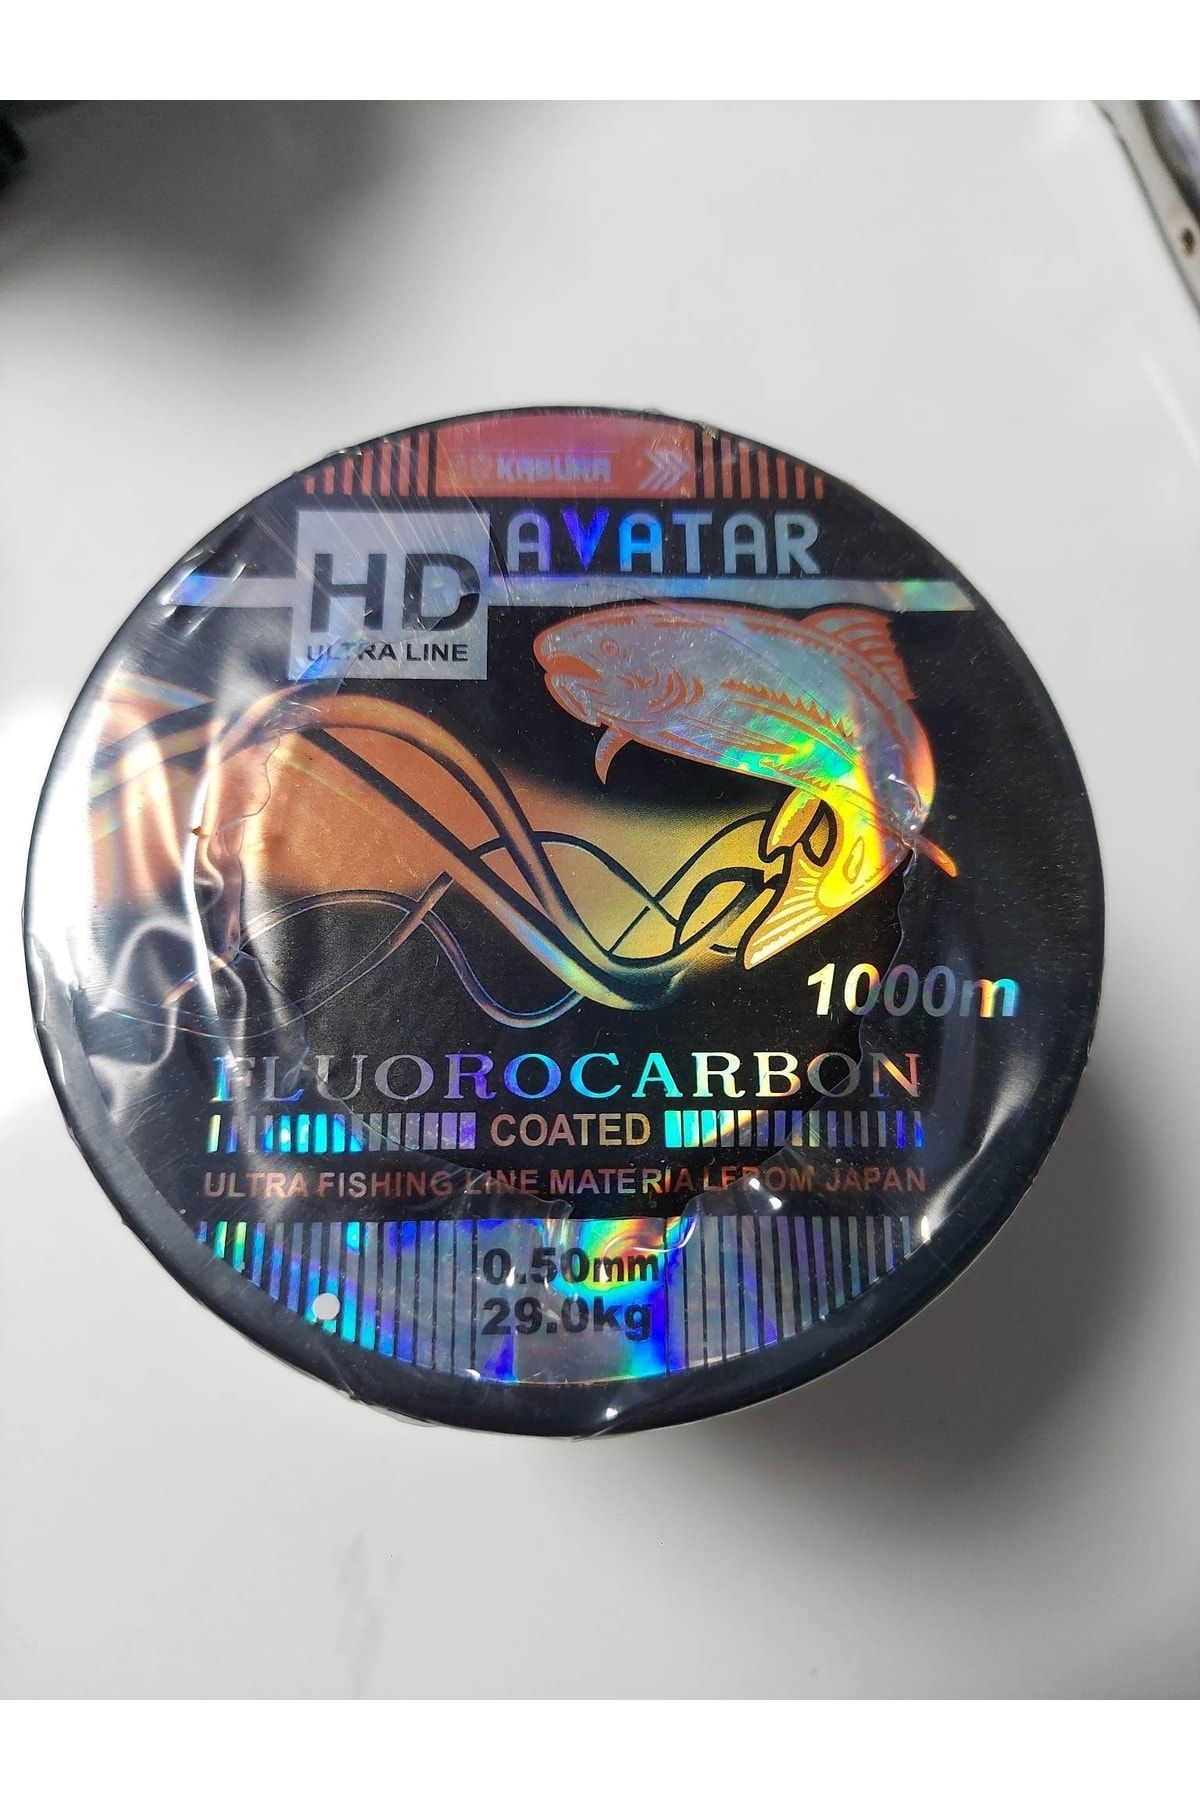 KABURA
AVATAR
HD
ULTRA LINE
1000m
FLUOROCARBON
COATED
ULTRA FISHING LINE MATERIA LFROM JAPAN
0.50mm
29.0kg